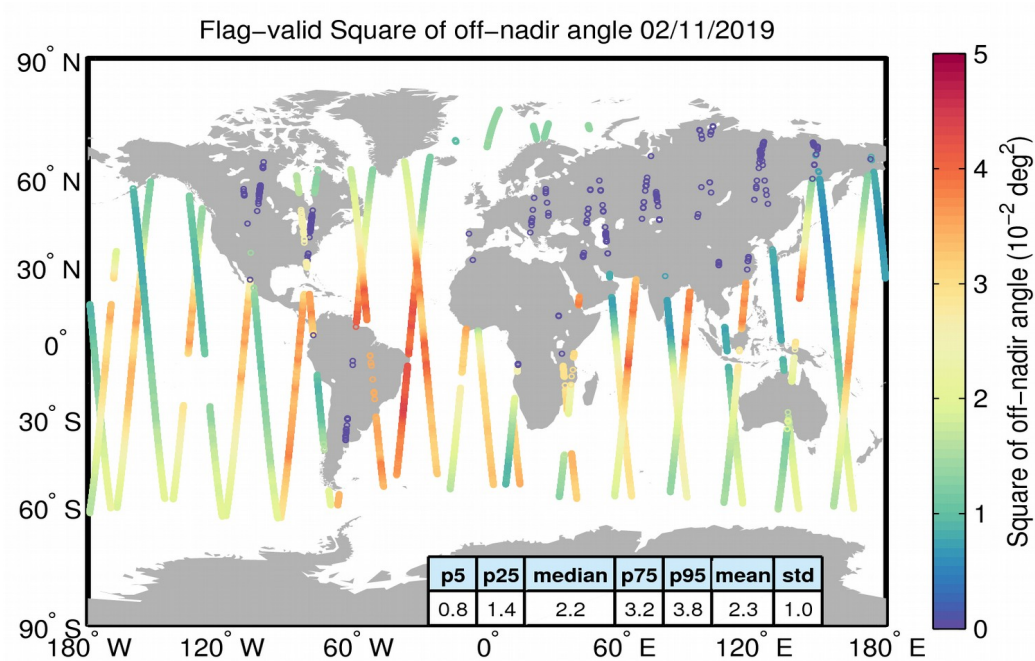 Flag−valid Square of off−nadir angle 02/11/2019
90° N
60° N
30° N
0°
30° S
60° S
90° S
180° W
120° W
60° W
0°
60° E
120° E
180° E
p5 p25 median p75 p95 mean std
0.8 1.4 2.2 3.2 3.8 2.3 1.0
5
4
3
2
1
0
Square of off−nadir angle (10⁻² deg²)